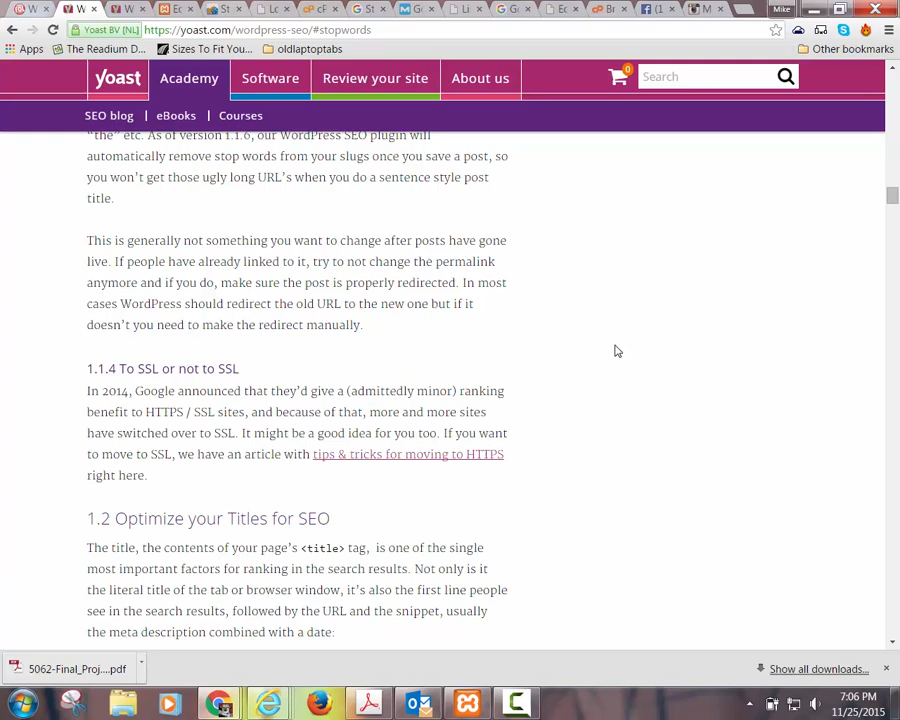 W
W
W
Ec
St
Lo
cP
St
G
Li
Go
Ec
Br
(1
M
Mike
Yoast BV [NL] https://yoast.com/wordpress-seo/#stopwords
Apps The Readium D... Sizes To Fit You... oldlaptoptabs Other bookmarks
yoast Academy Software Review your site About us 0 Search
SEO blog | eBooks | Courses
“the” etc. As of version 1.1.6, our WordPress SEO plugin will
automatically remove stop words from your slugs once you save a post, so
you won’t get those ugly long URL’s when you do a sentence style post
title.
This is generally not something you want to change after posts have gone
live. If people have already linked to it, try to not change the permalink
anymore and if you do, make sure the post is properly redirected. In most
cases WordPress should redirect the old URL to the new one but if it
doesn’t you need to make the redirect manually.
1.1.4 To SSL or not to SSL
In 2014, Google announced that they’d give a (admittedly minor) ranking
benefit to HTTPS / SSL sites, and because of that, more and more sites
have switched over to SSL. It might be a good idea for you too. If you want
to move to SSL, we have an article with tips & tricks for moving to HTTPS
right here.
1.2 Optimize your Titles for SEO
The title, the contents of your page’s <title> tag, is one of the single
most important factors for ranking in the search results. Not only is it
the literal title of the tab or browser window, it’s also the first line people
see in the search results, followed by the URL and the snippet, usually
the meta description combined with a date:
5062-Final_Proj....pdf Show all downloads...
7:06 PM
11/25/2015